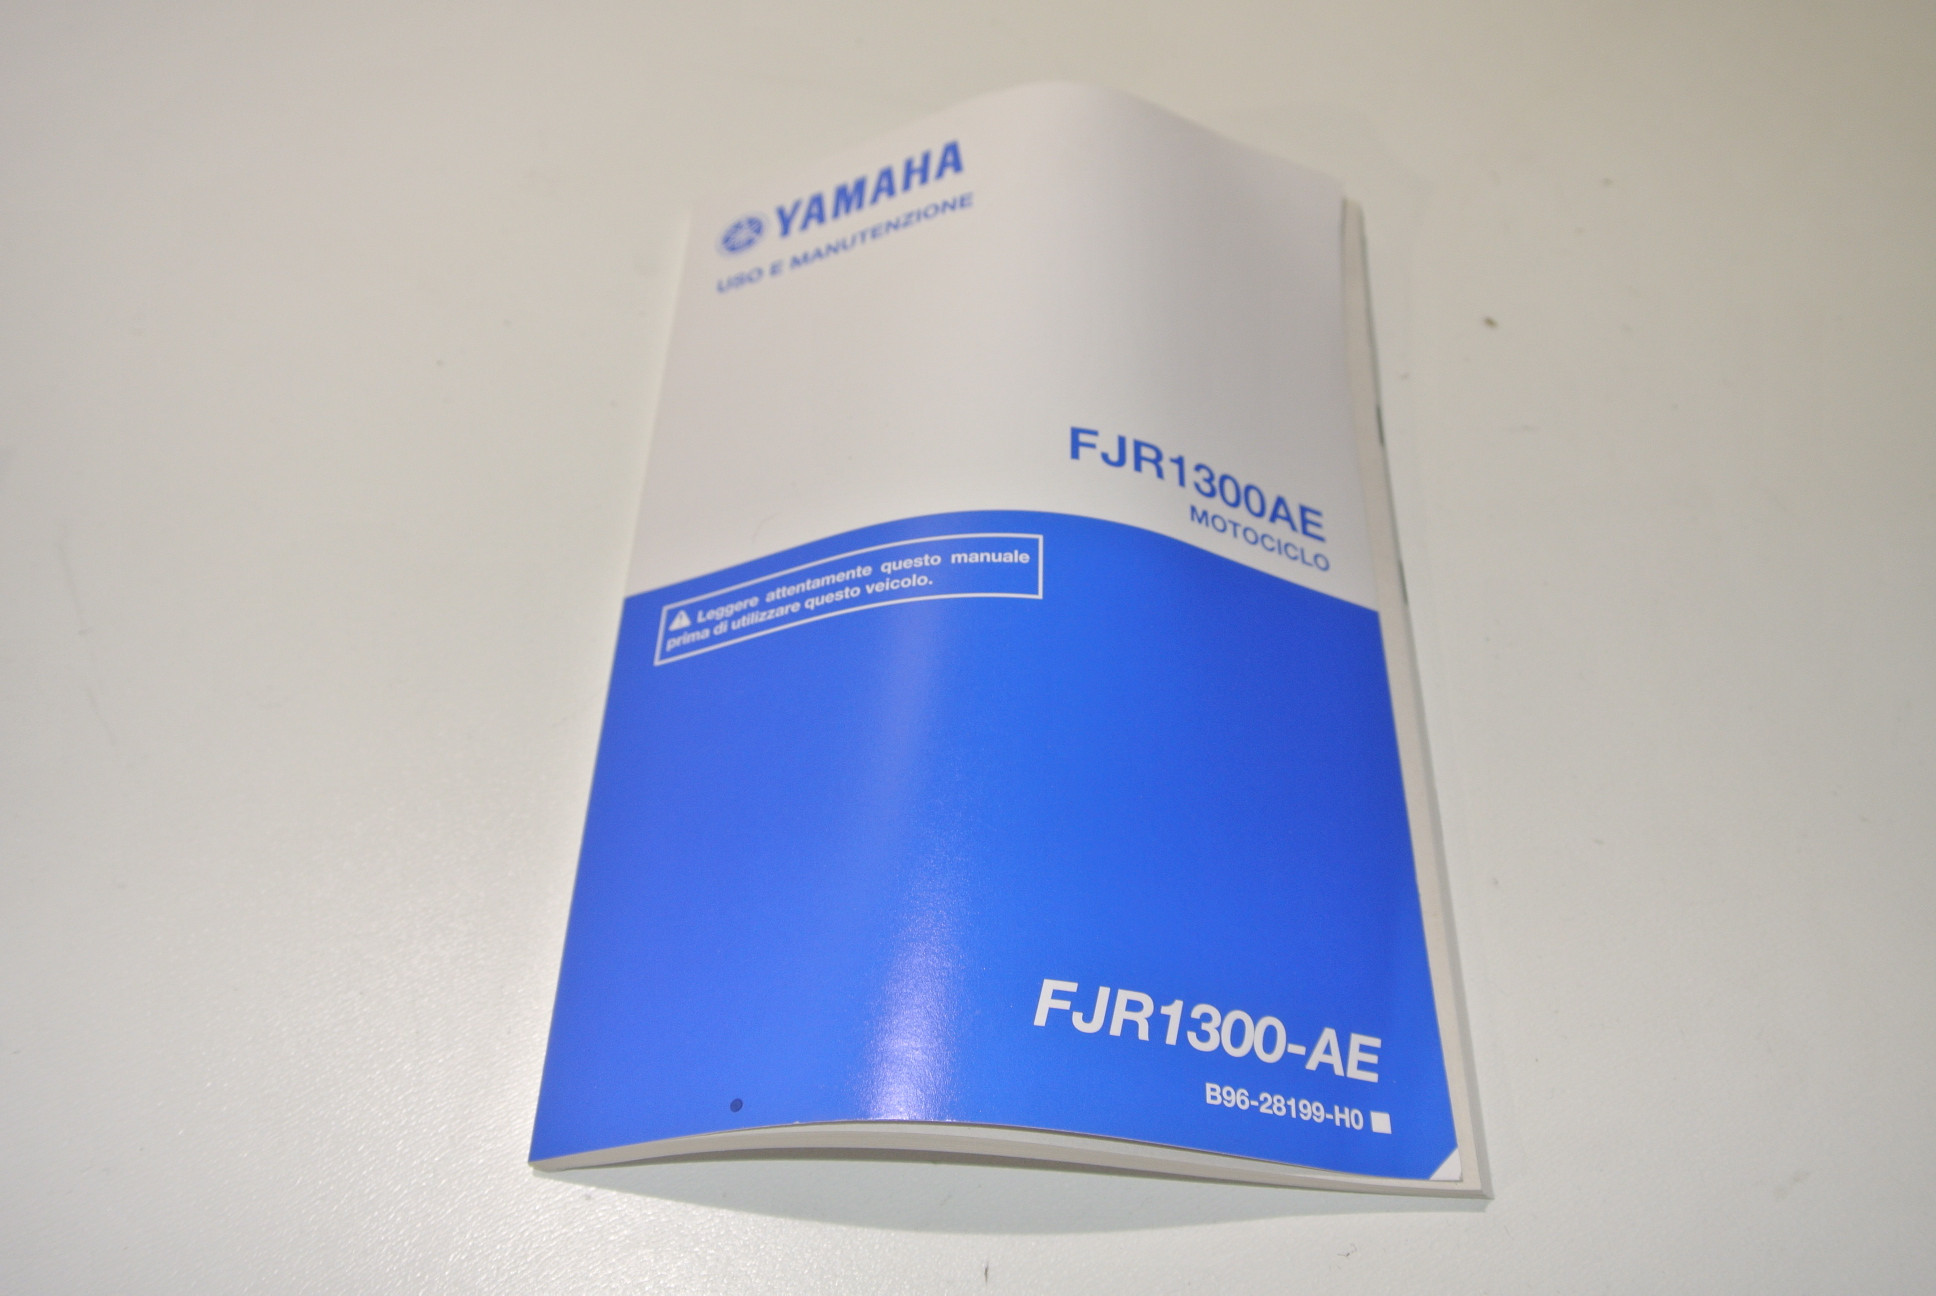 YAMAHA
USO E MANUTENZIONE
FJR1300AE
MOTOCICLO
Leggere attentamente questo manuale
prima di utilizzare questo veicolo.
FJR1300-AE
B96-28199-H0